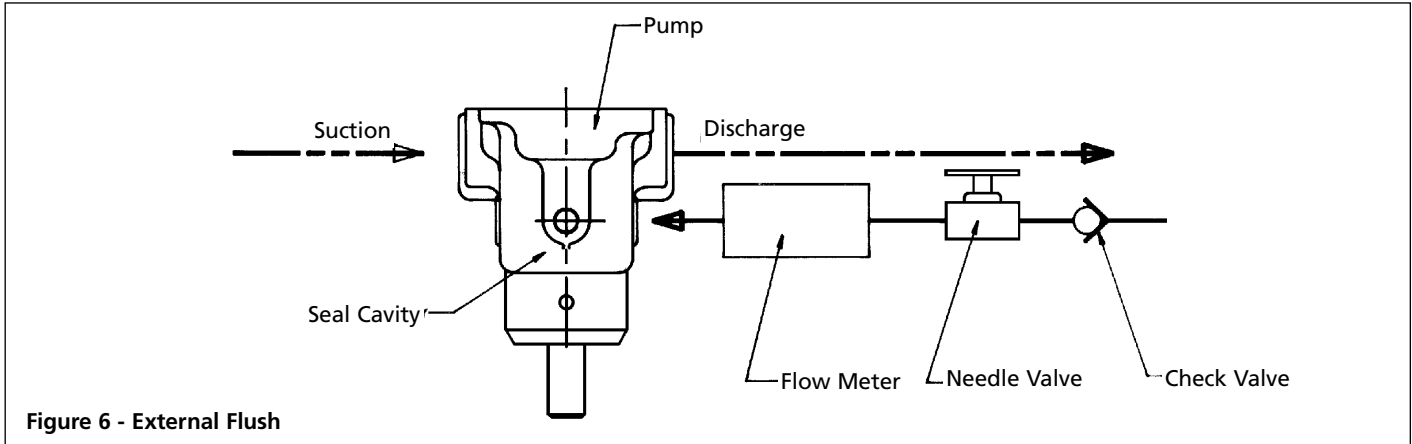 Pump
Suction
Discharge
Seal Cavity
Flow Meter
Needle Valve
Check Valve
Figure 6 - External Flush